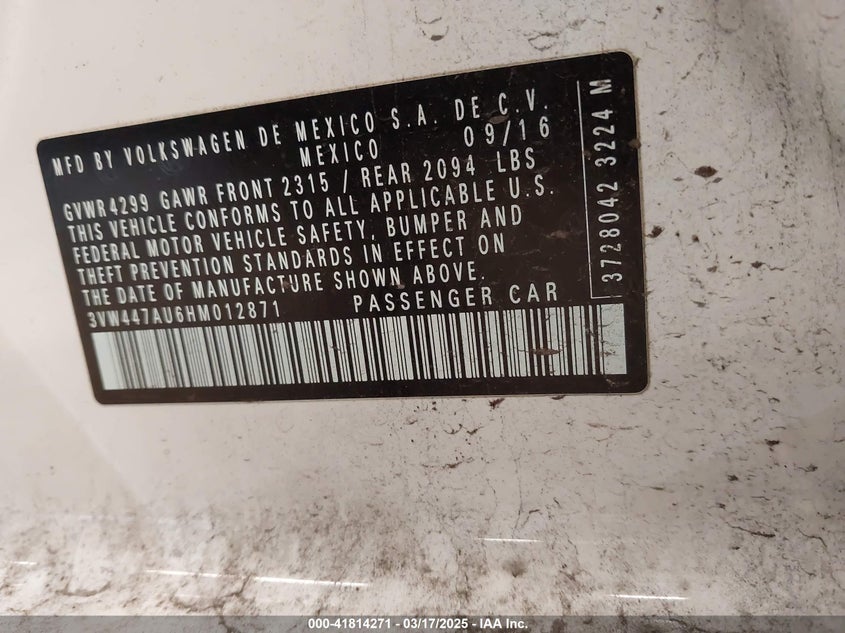 MFD BY VOLKSWAGEN DE MEXICO S.A. DE C.V.
MEXICO 09/16
GVWR4299 GAWR FRONT 2315 / REAR 2094 LBS
THIS VEHICLE CONFORMS TO ALL APPLICABLE U.S.
FEDERAL MOTOR VEHICLE SAFETY, BUMPER AND
THEFT PREVENTION STANDARDS IN EFFECT ON
THE DATE OF MANUFACTURE SHOWN ABOVE.
3VW447AU6HM012871 PASSENGER CAR
3728042 3224 M
000-41814271 - 03/17/2025 - IAA Inc.